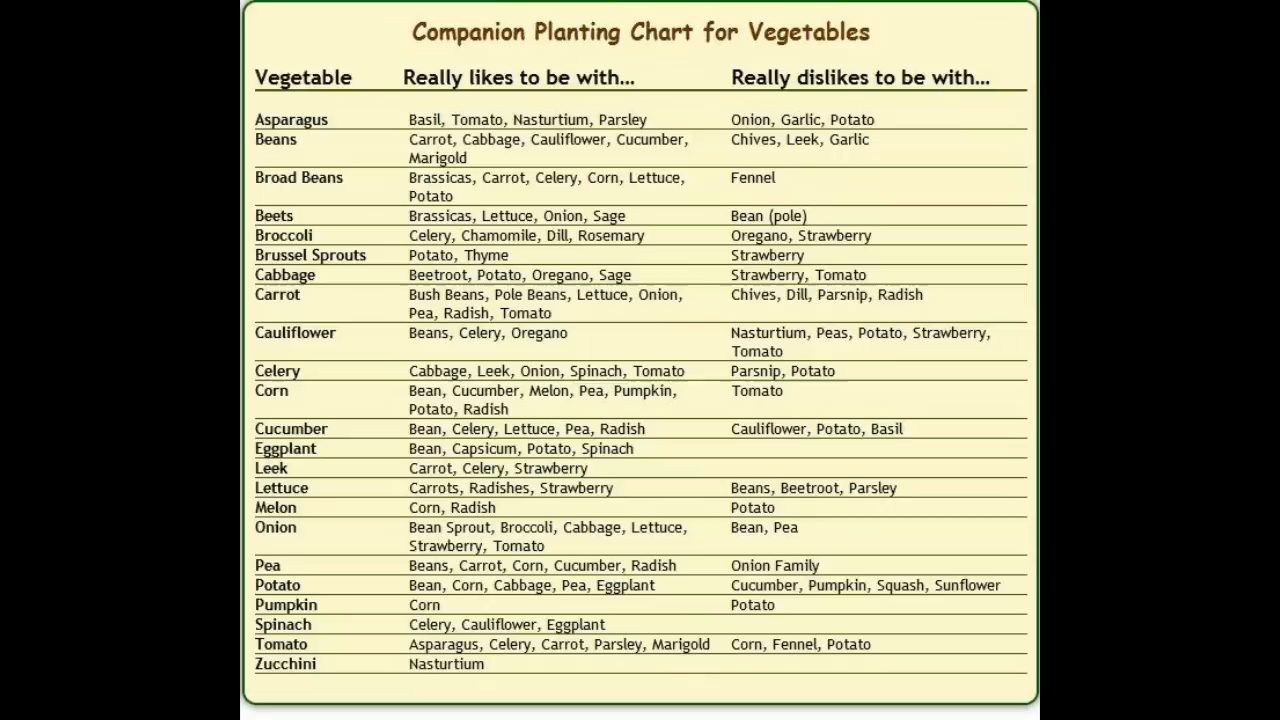 Companion Planting Chart for Vegetables
Vegetable Really likes to be with... Really dislikes to be with...
Asparagus Basil, Tomato, Nasturtium, Parsley Onion, Garlic, Potato
Beans Carrot, Cabbage, Cauliflower, Cucumber, Chives, Leek, Garlic
Marigold
Broad Beans Brassicas, Carrot, Celery, Corn, Lettuce, Fennel
Potato
Beets Brassicas, Lettuce, Onion, Sage Bean (pole)
Broccoli Celery, Chamomile, Dill, Rosemary Oregano, Strawberry
Brussel Sprouts Potato, Thyme Strawberry
Cabbage Beetroot, Potato, Oregano, Sage Strawberry, Tomato
Carrot Bush Beans, Pole Beans, Lettuce, Onion, Chives, Dill, Parsnip, Radish
Pea, Radish, Tomato
Cauliflower Beans, Celery, Oregano Nasturtium, Peas, Potato, Strawberry,
Tomato
Celery Cabbage, Leek, Onion, Spinach, Tomato Parsnip, Potato
Corn Bean, Cucumber, Melon, Pea, Pumpkin, Tomato
Potato, Radish
Cucumber Bean, Celery, Lettuce, Pea, Radish Cauliflower, Potato, Basil
Eggplant Bean, Capsicum, Potato, Spinach
Leek Carrot, Celery, Strawberry
Lettuce Carrots, Radishes, Strawberry Beans, Beetroot, Parsley
Melon Corn, Radish Potato
Onion Bean Sprout, Broccoli, Cabbage, Lettuce, Bean, Pea
Strawberry, Tomato
Pea Beans, Carrot, Corn, Cucumber, Radish Onion Family
Potato Bean, Corn, Cabbage, Pea, Eggplant Cucumber, Pumpkin, Squash, Sunflower
Pumpkin Corn Potato
Spinach Celery, Cauliflower, Eggplant
Tomato Asparagus, Celery, Carrot, Parsley, Marigold Corn, Fennel, Potato
Zucchini Nasturtium